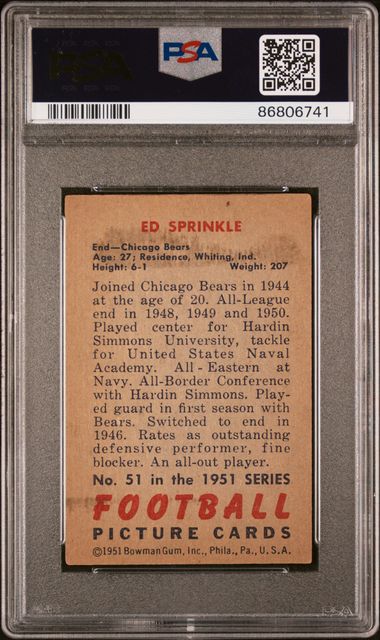 PSA
PSA
86806741
ED SPRINKLE
End—Chicago Bears
Age: 27; Residence, Whiting, Ind.
Height: 6-1 Weight: 207
Joined Chicago Bears in 1944
at the age of 20. All-League
end in 1948, 1949 and 1950.
Played center for Hardin
Simmons University, tackle
for United States Naval
Academy. All - Eastern at
Navy. All-Border Conference
with Hardin Simmons. Play-
ed guard in first season with
Bears. Switched to end in
1946. Rates as outstanding
defensive performer, fine
blocker. An all-out player.
No. 51 in the 1951 SERIES
FOOTBALL
PICTURE CARDS
©1951 Bowman Gum, Inc., Phila., Pa., U.S.A.